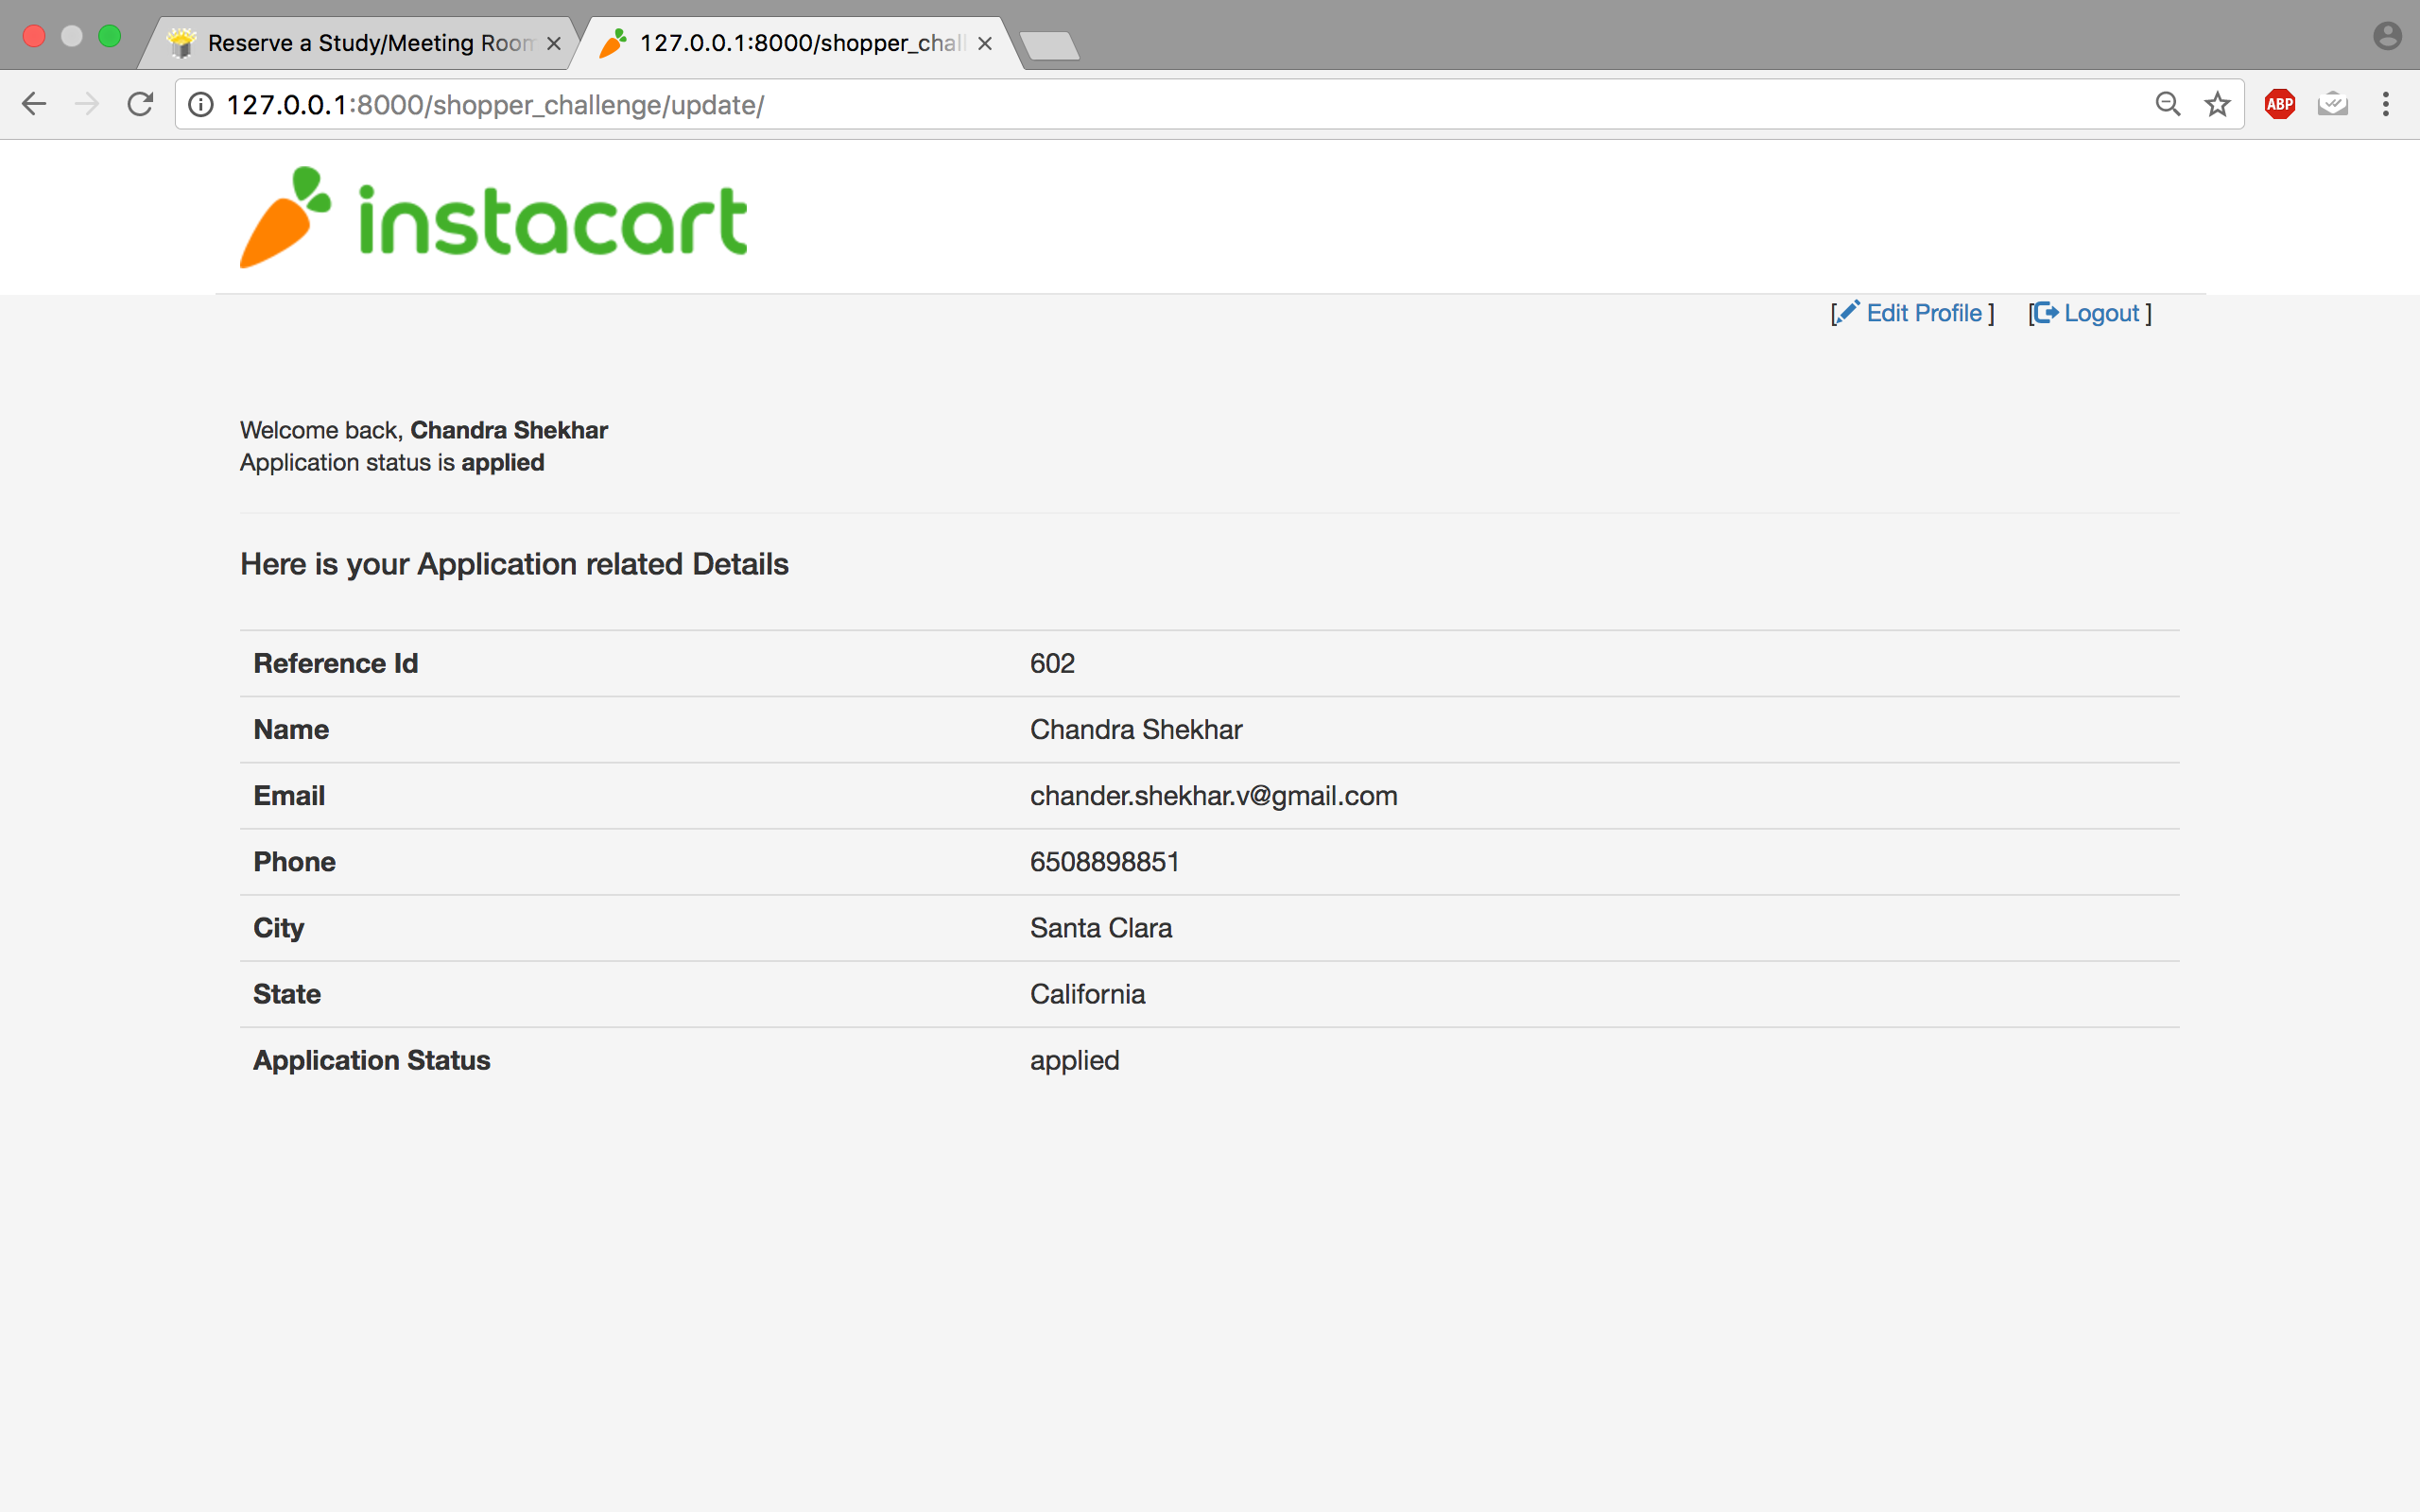 Reserve a Study/Meeting Room
127.0.0.1:8000/shopper_chall
127.0.0.1:8000/shopper_challenge/update/
ABP
instacart
[ Edit Profile ] [ Logout ]
Welcome back, Chandra Shekhar
Application status is applied
Here is your Application related Details
Reference Id 602
Name Chandra Shekhar
Email chander.shekhar.v@gmail.com
Phone 6508898851
City Santa Clara
State California
Application Status applied